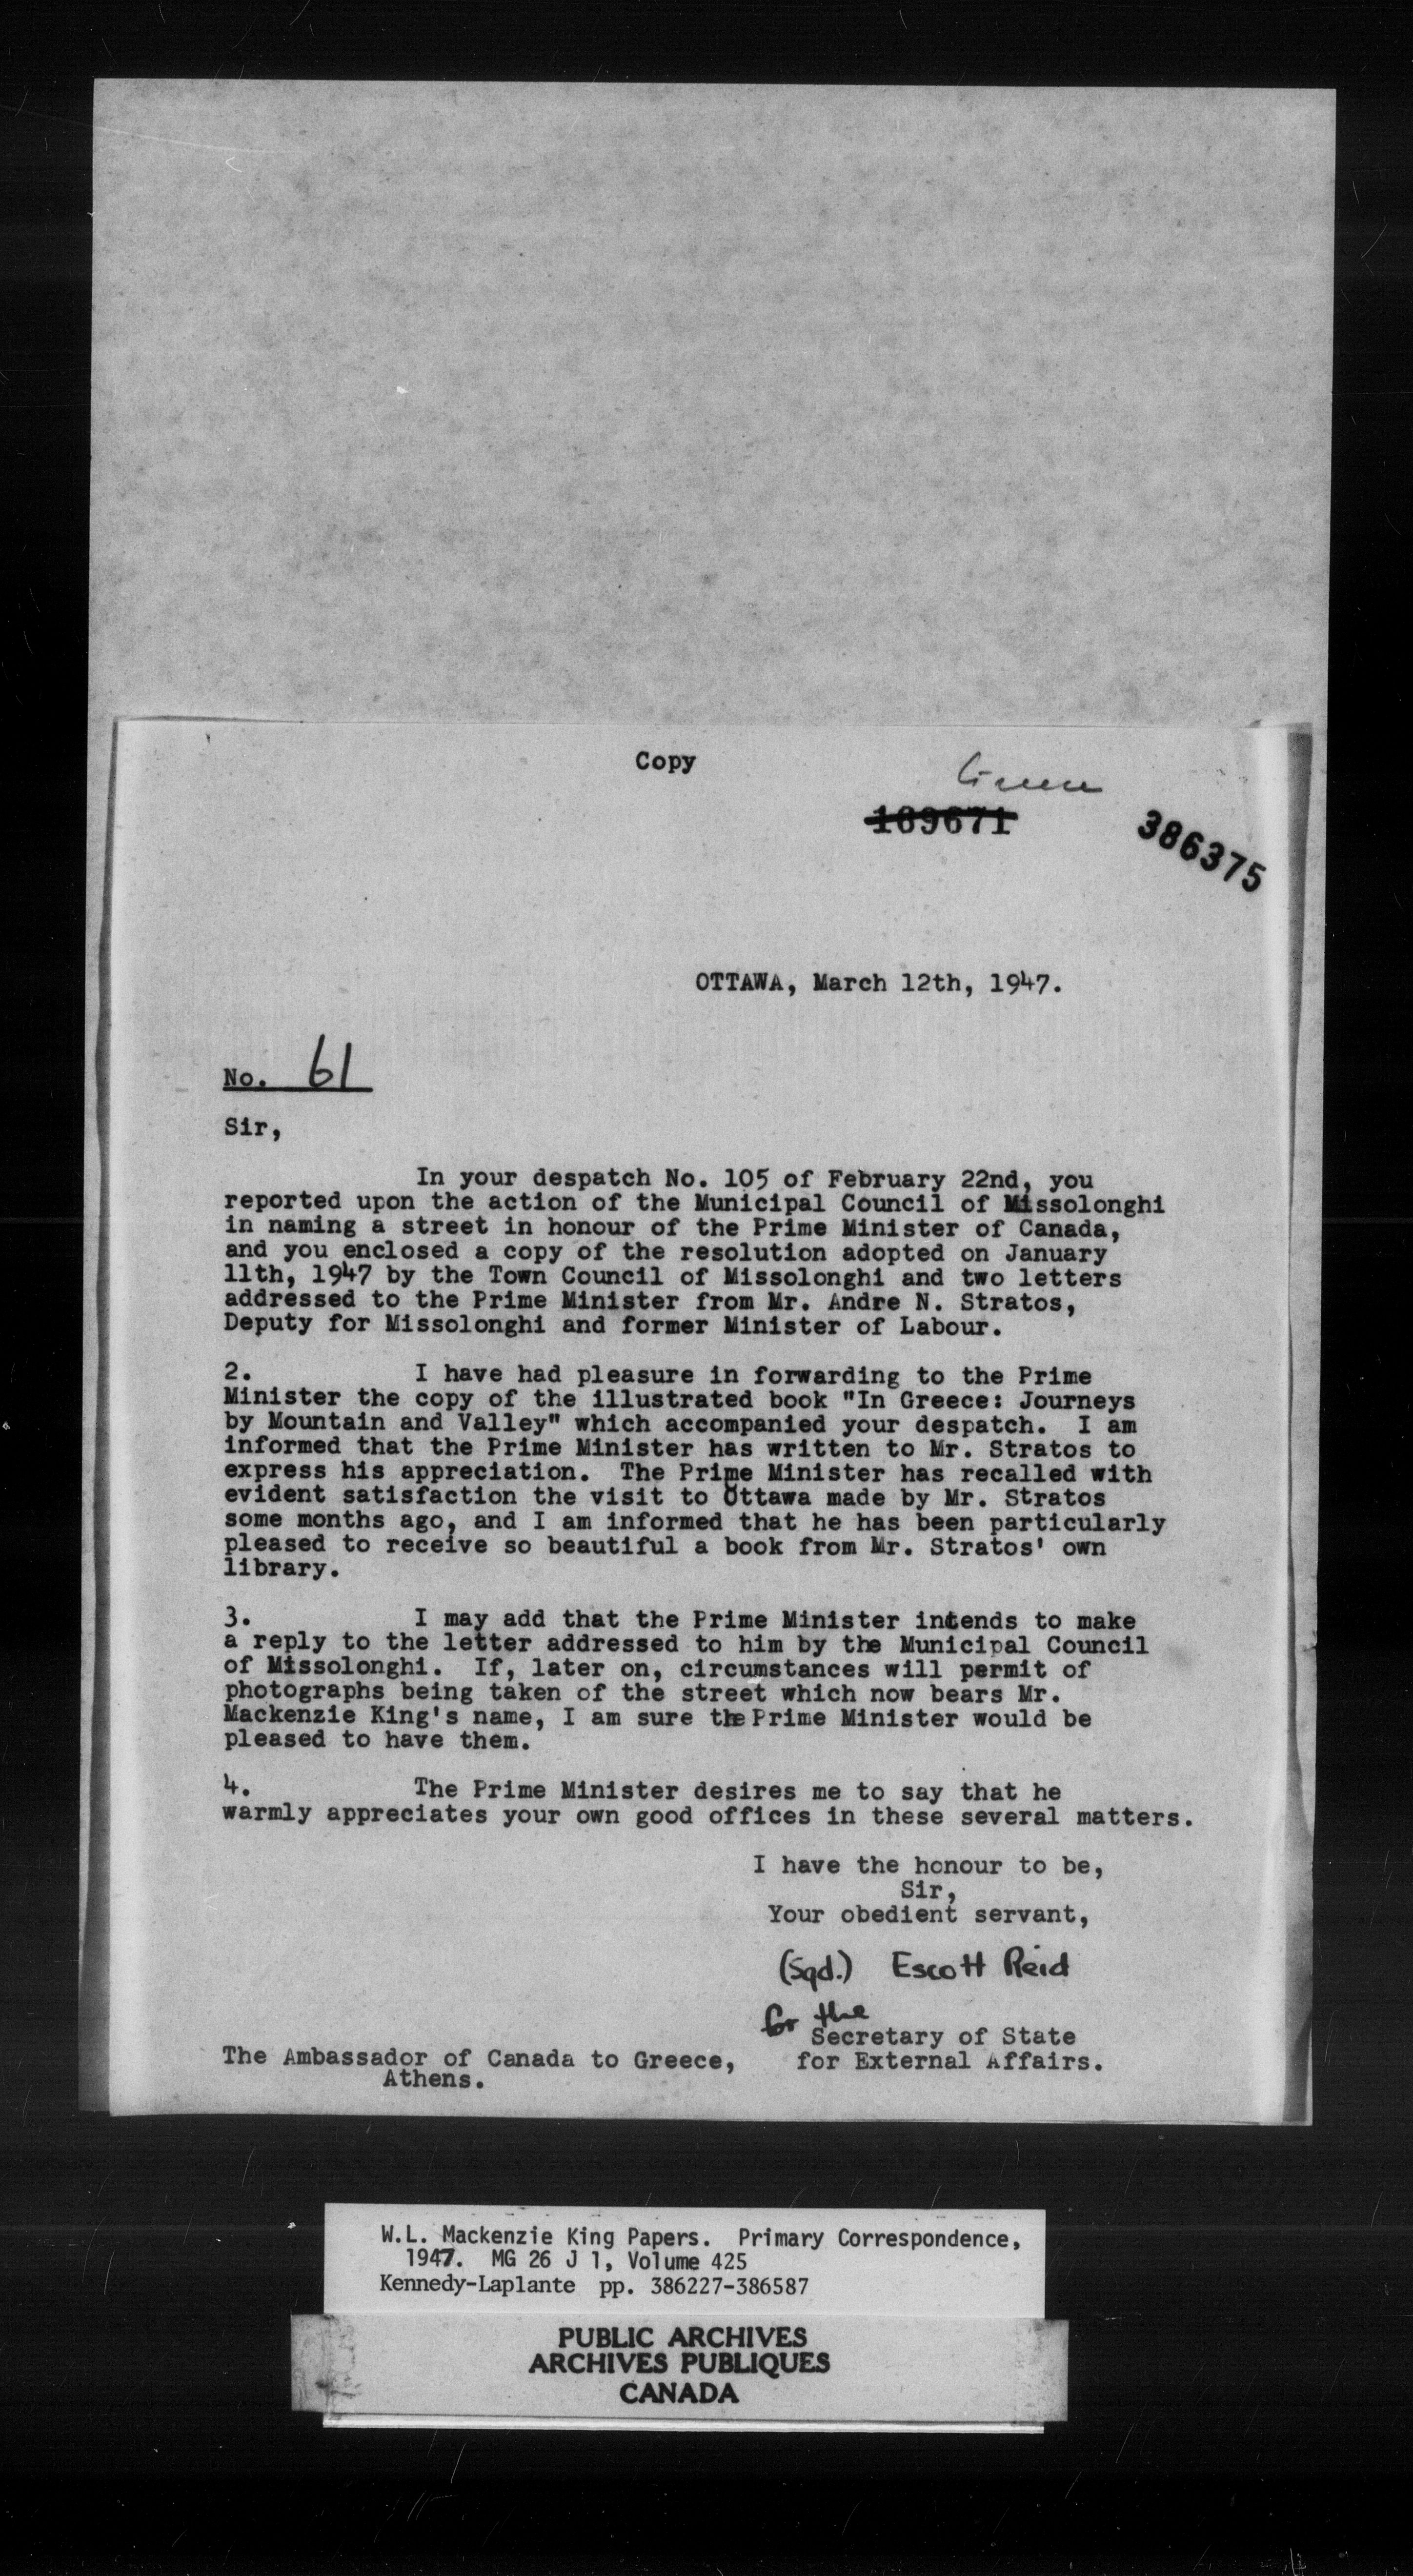 Copy
Greece
169671
386375
OTTAWA, March 12th, 1947.
No. 61
Sir,
In your despatch No. 105 of February 22nd, you
reported upon the action of the Municipal Council of Missolonghi
in naming a street in honour of the Prime Minister of Canada,
and you enclosed a copy of the resolution adopted on January
11th, 1947 by the Town Council of Missolonghi and two letters
addressed to the Prime Minister from Mr. Andre N. Stratos,
Deputy for Missolonghi and former Minister of Labour.
2. I have had pleasure in forwarding to the Prime
Minister the copy of the illustrated book "In Greece: Journeys
by Mountain and Valley" which accompanied your despatch. I am
informed that the Prime Minister has written to Mr. Stratos to
express his appreciation. The Prime Minister has recalled with
evident satisfaction the visit to Ottawa made by Mr. Stratos
some months ago, and I am informed that he has been particularly
pleased to receive so beautiful a book from Mr. Stratos' own
library.
3. I may add that the Prime Minister intends to make
a reply to the letter addressed to him by the Municipal Council
of Missolonghi. If, later on, circumstances will permit of
photographs being taken of the street which now bears Mr.
Mackenzie King's name, I am sure the Prime Minister would be
pleased to have them.
4. The Prime Minister desires me to say that he
warmly appreciates your own good offices in these several matters.
I have the honour to be,
Sir,
Your obedient servant,
(Sgd.) Escott Reid
for the
Secretary of State
for External Affairs.
The Ambassador of Canada to Greece,
Athens.
W.L. Mackenzie King Papers. Primary Correspondence,
1947. MG 26 J 1, Volume 425
Kennedy-Laplante pp. 386227-386587
PUBLIC ARCHIVES
ARCHIVES PUBLIQUES
CANADA